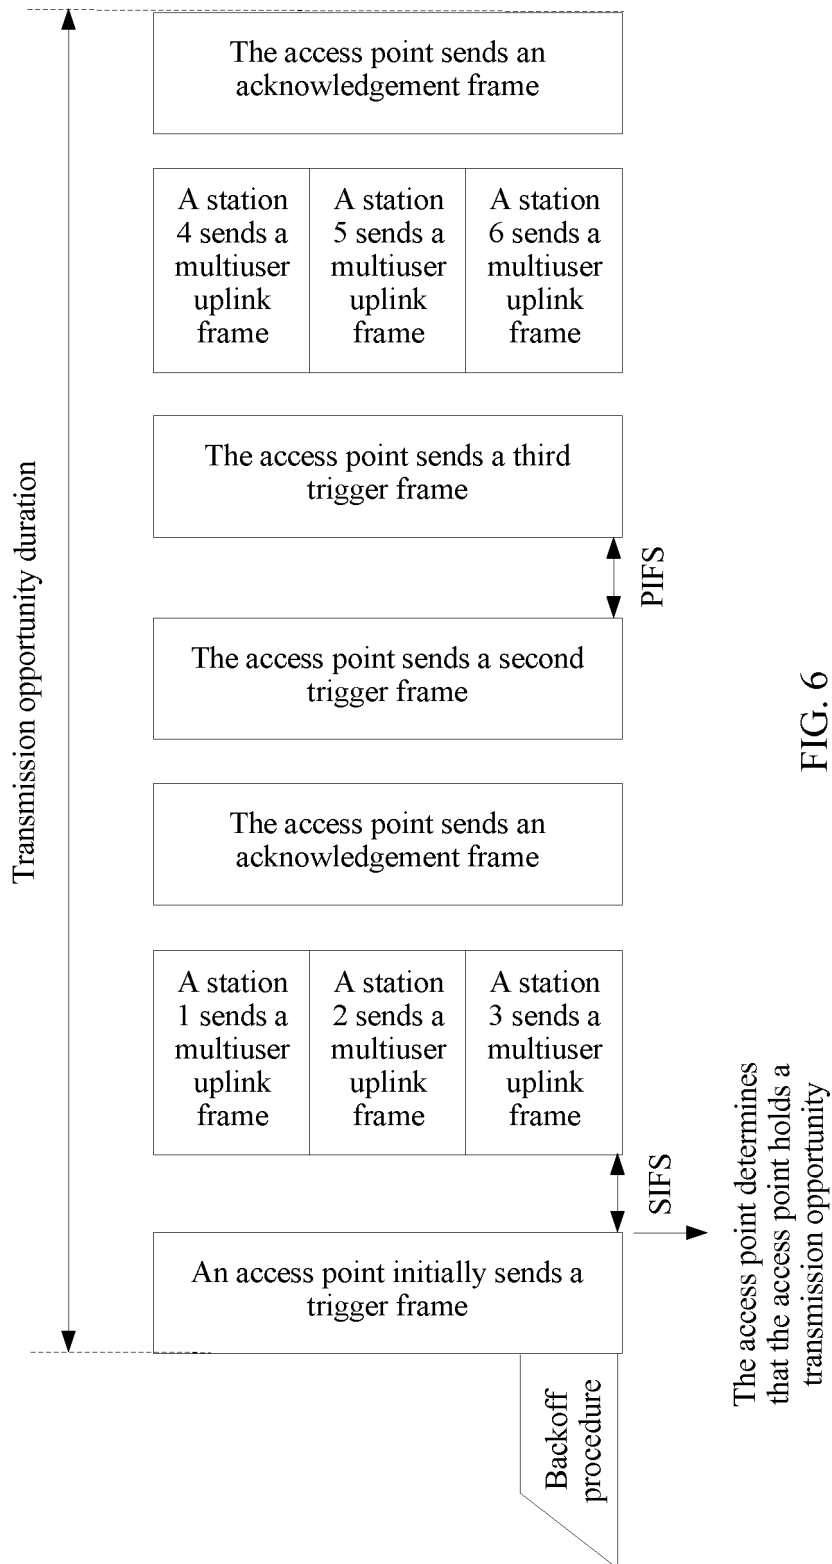 The access point sends an
acknowledgement frame
A station
4 sends a
multiuser
uplink
frame
A station
5 sends a
multiuser
uplink
frame
A station
6 sends a
multiuser
uplink
frame
The access point sends a third
trigger frame
PIFS
The access point sends a second
trigger frame
The access point sends an
acknowledgement frame
A station
1 sends a
multiuser
uplink
frame
A station
2 sends a
multiuser
uplink
frame
A station
3 sends a
multiuser
uplink
frame
SIFS
An access point initially sends a
trigger frame
The access point determines
that the access point holds a
transmission opportunity
Backoff
procedure
Transmission opportunity duration
FIG. 6